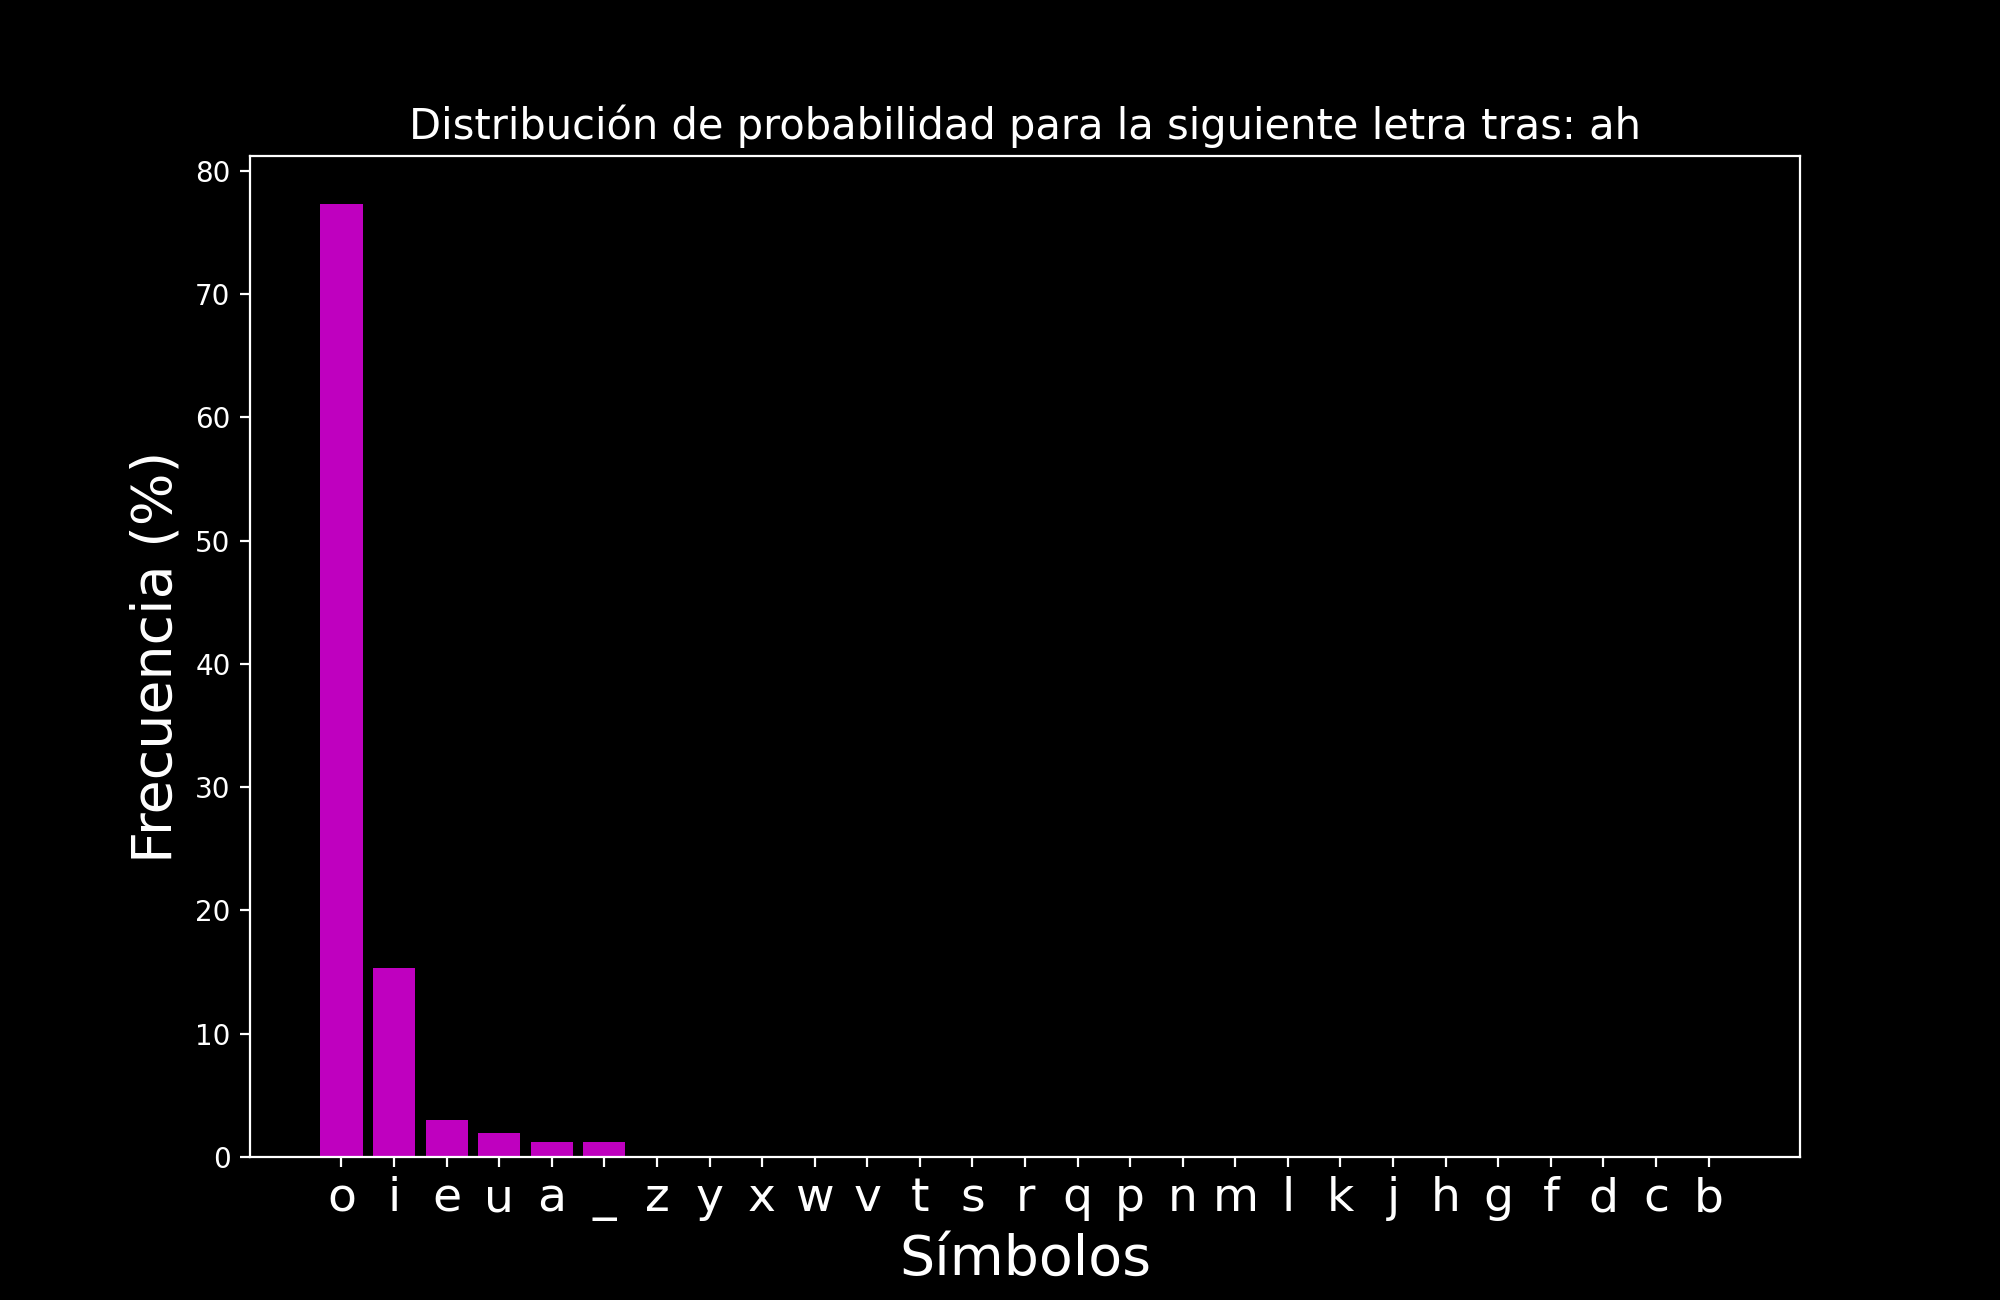 Distribución de probabilidad para la siguiente letra tras: ah
80
70
60
50
40
30
20
10
0
Frecuencia (%)
o i e u a _ z y x w v t s r q p n m l k j h g f d c b
Símbolos